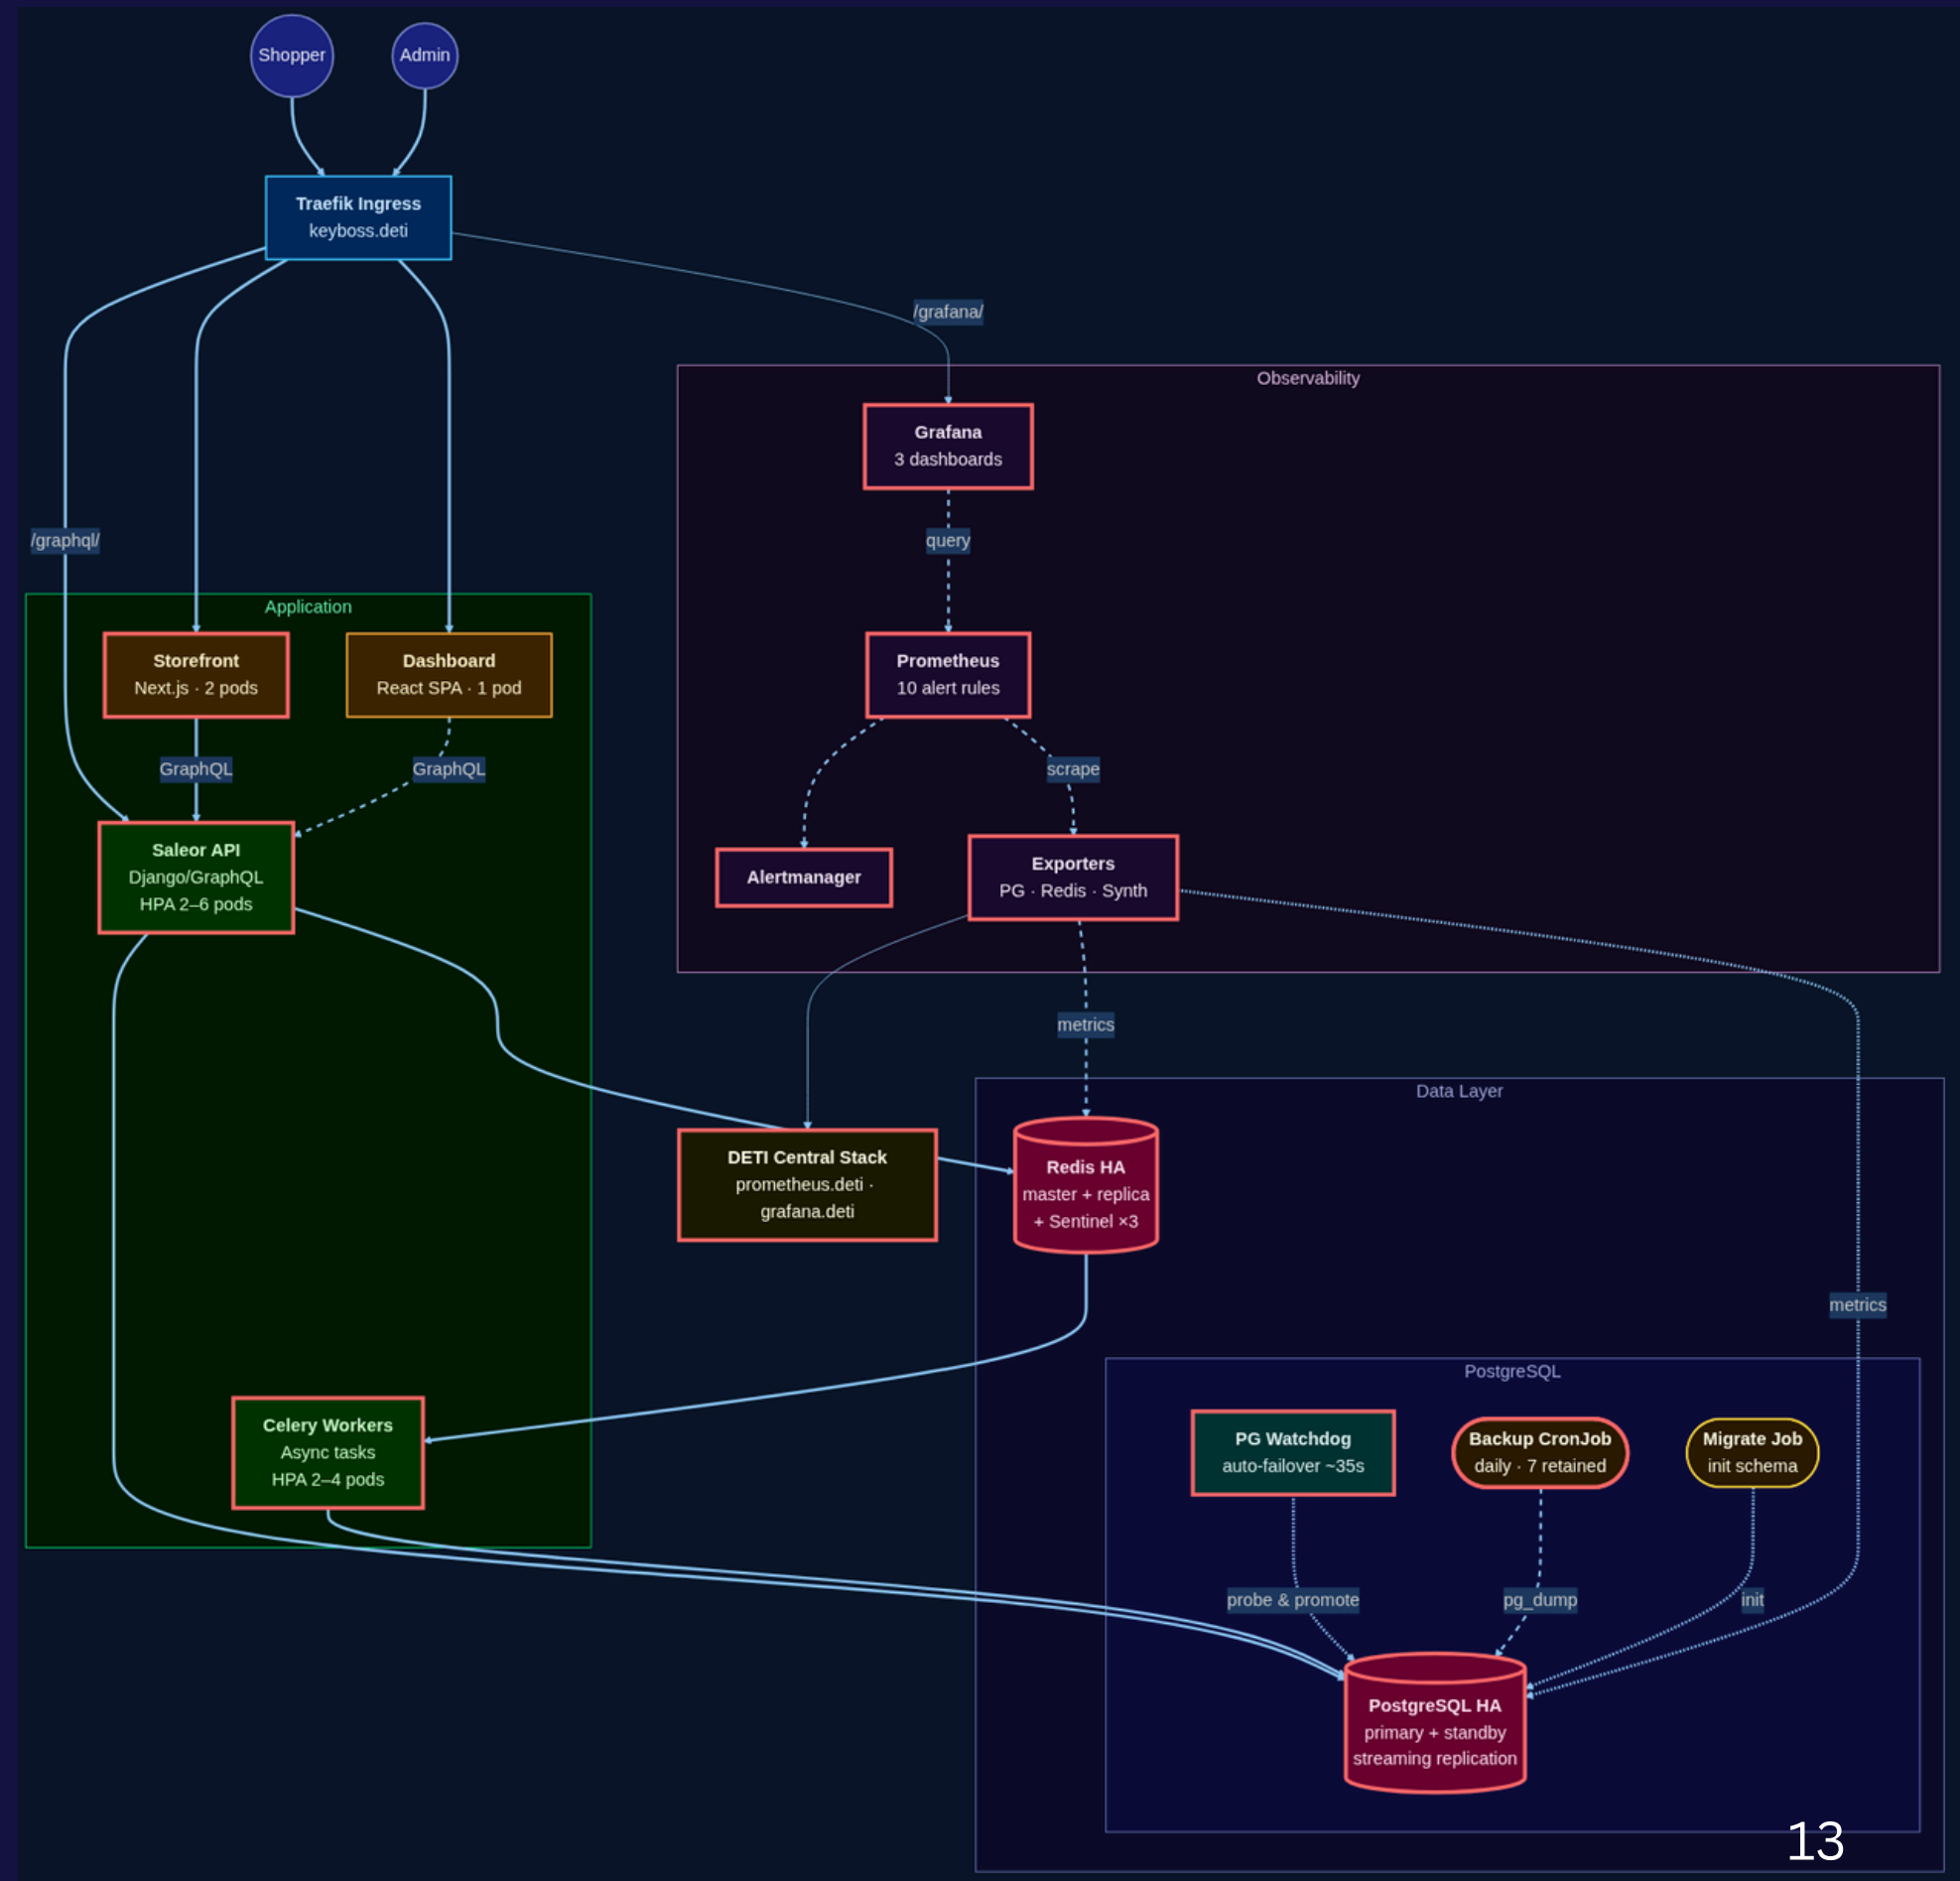 Shopper
Admin
Traefik Ingress
keyboss.deti
/grafana/
Observability
Grafana
3 dashboards
/graphql/
query
Application
Storefront
Next.js · 2 pods
Dashboard
React SPA · 1 pod
Prometheus
10 alert rules
GraphQL
GraphQL
scrape
Saleor API
Django/GraphQL
HPA 2–6 pods
Alertmanager
Exporters
PG · Redis · Synth
metrics
Data Layer
DETI Central Stack
prometheus.deti ·
grafana.deti
Redis HA
master + replica
+ Sentinel ×3
metrics
PostgreSQL
Celery Workers
Async tasks
HPA 2–4 pods
PG Watchdog
auto-failover ~35s
Backup CronJob
daily · 7 retained
Migrate Job
init schema
probe & promote
pg_dump
init
PostgreSQL HA
primary + standby
streaming replication
13